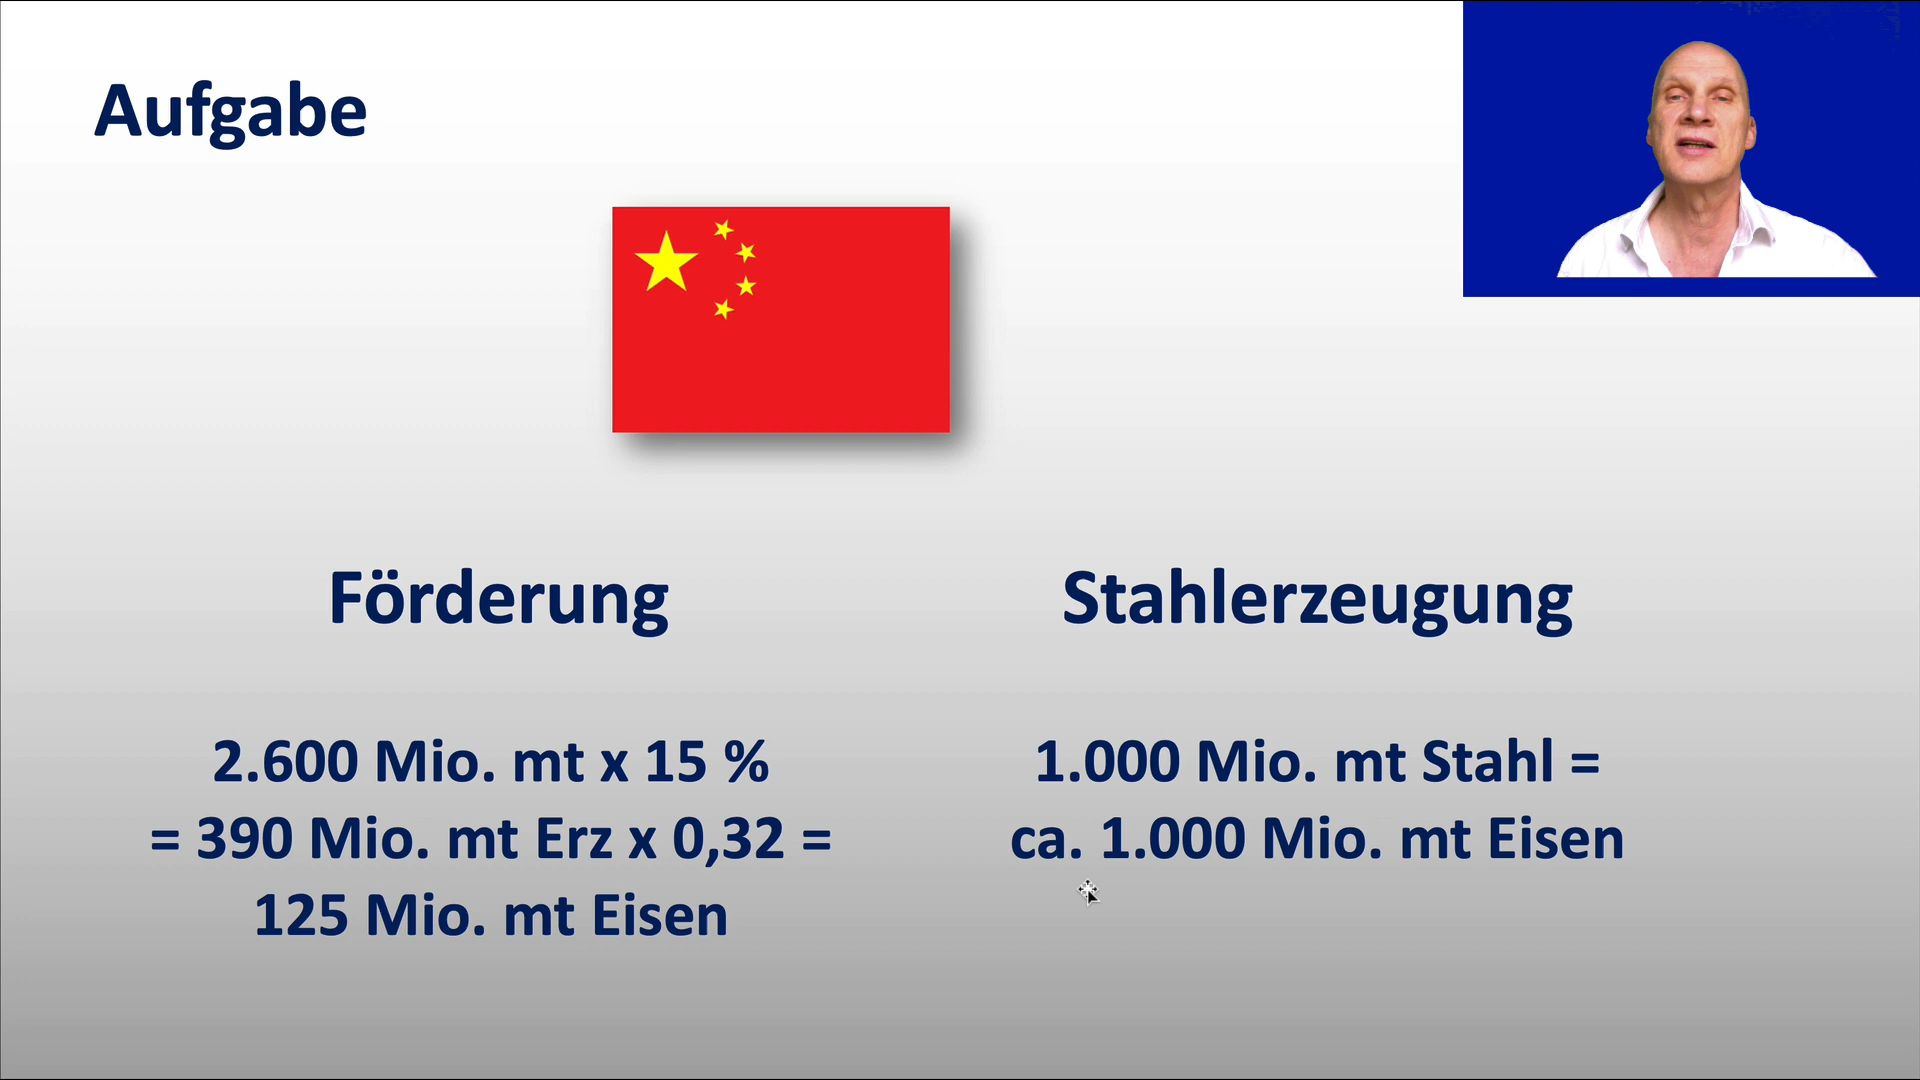 Aufgabe
Förderung
2.600 Mio. mt x 15 %
= 390 Mio. mt Erz x 0,32 =
125 Mio. mt Eisen
Stahlerzeugung
1.000 Mio. mt Stahl =
ca. 1.000 Mio. mt Eisen